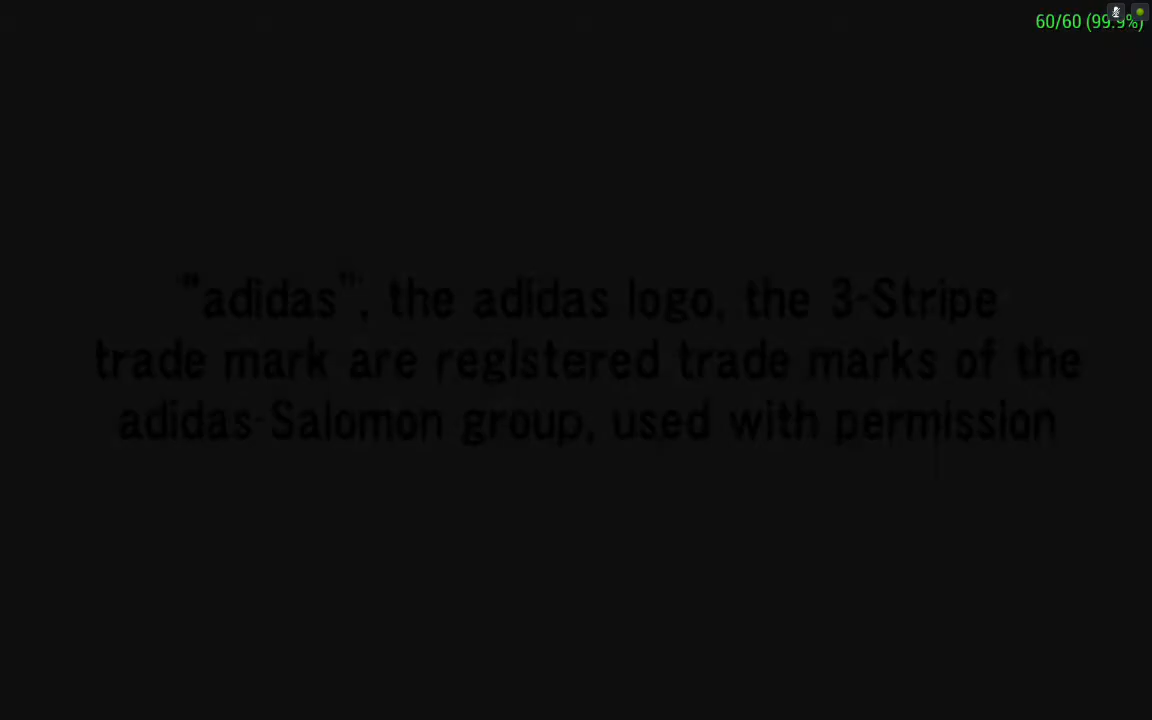 60/60 (99.9%)
"adidas", the adidas logo, the 3-Stripe
trade mark are registered trade marks of the
adidas-Salomon group, used with permission